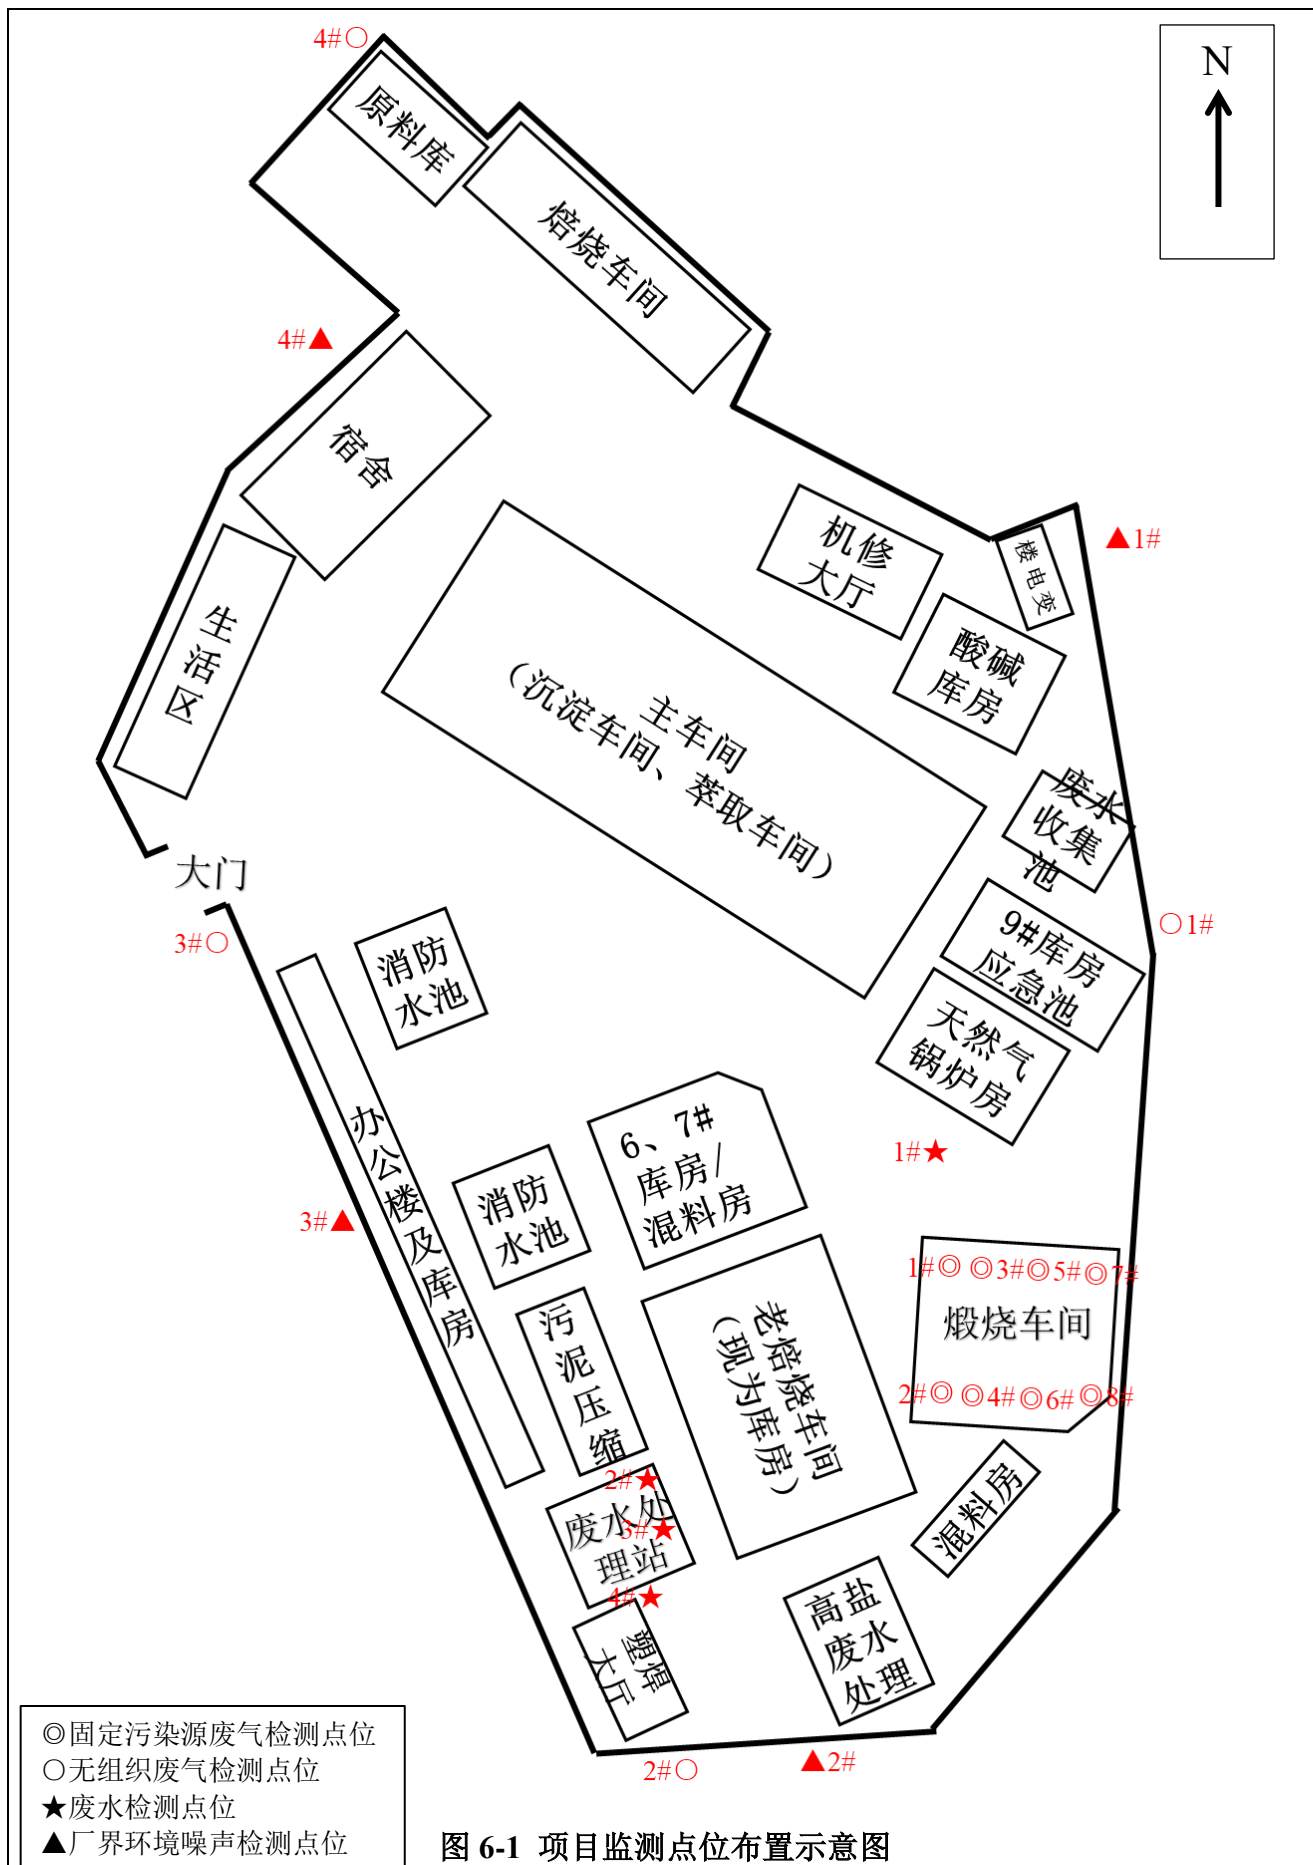 4#○
N
原料库
焙烧车间
4#▲
宿舍
机修
大厅
▲1#
楼电变
酸碱
库房
生活区
主车间
（沉淀车间、萃取车间）
废水
收集
池
大门
3#○
○1#
9#库房
应急池
消防
水池
天然气
锅炉房
办公楼及库房
6、7#
库房/
混料房
1#★
消防
水池
3#▲
1#◎ ◎3#◎5#◎7#
煅烧车间
2#◎ ◎4#◎6#◎8#
污泥压缩
老焙烧车间
（现为库房）
混料房
2#★
废水处
3#★
理站
4#★
塑焊
大厅
高盐
废水
处理
2#○
▲2#
◎固定污染源废气检测点位
○无组织废气检测点位
★废水检测点位
▲厂界环境噪声检测点位
图 6-1 项目监测点位布置示意图